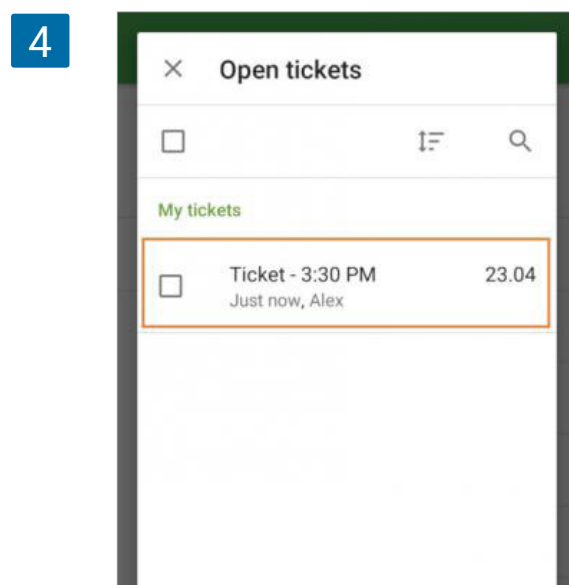 4
Open tickets
My tickets
Ticket - 3:30 PM 23.04
Just now, Alex